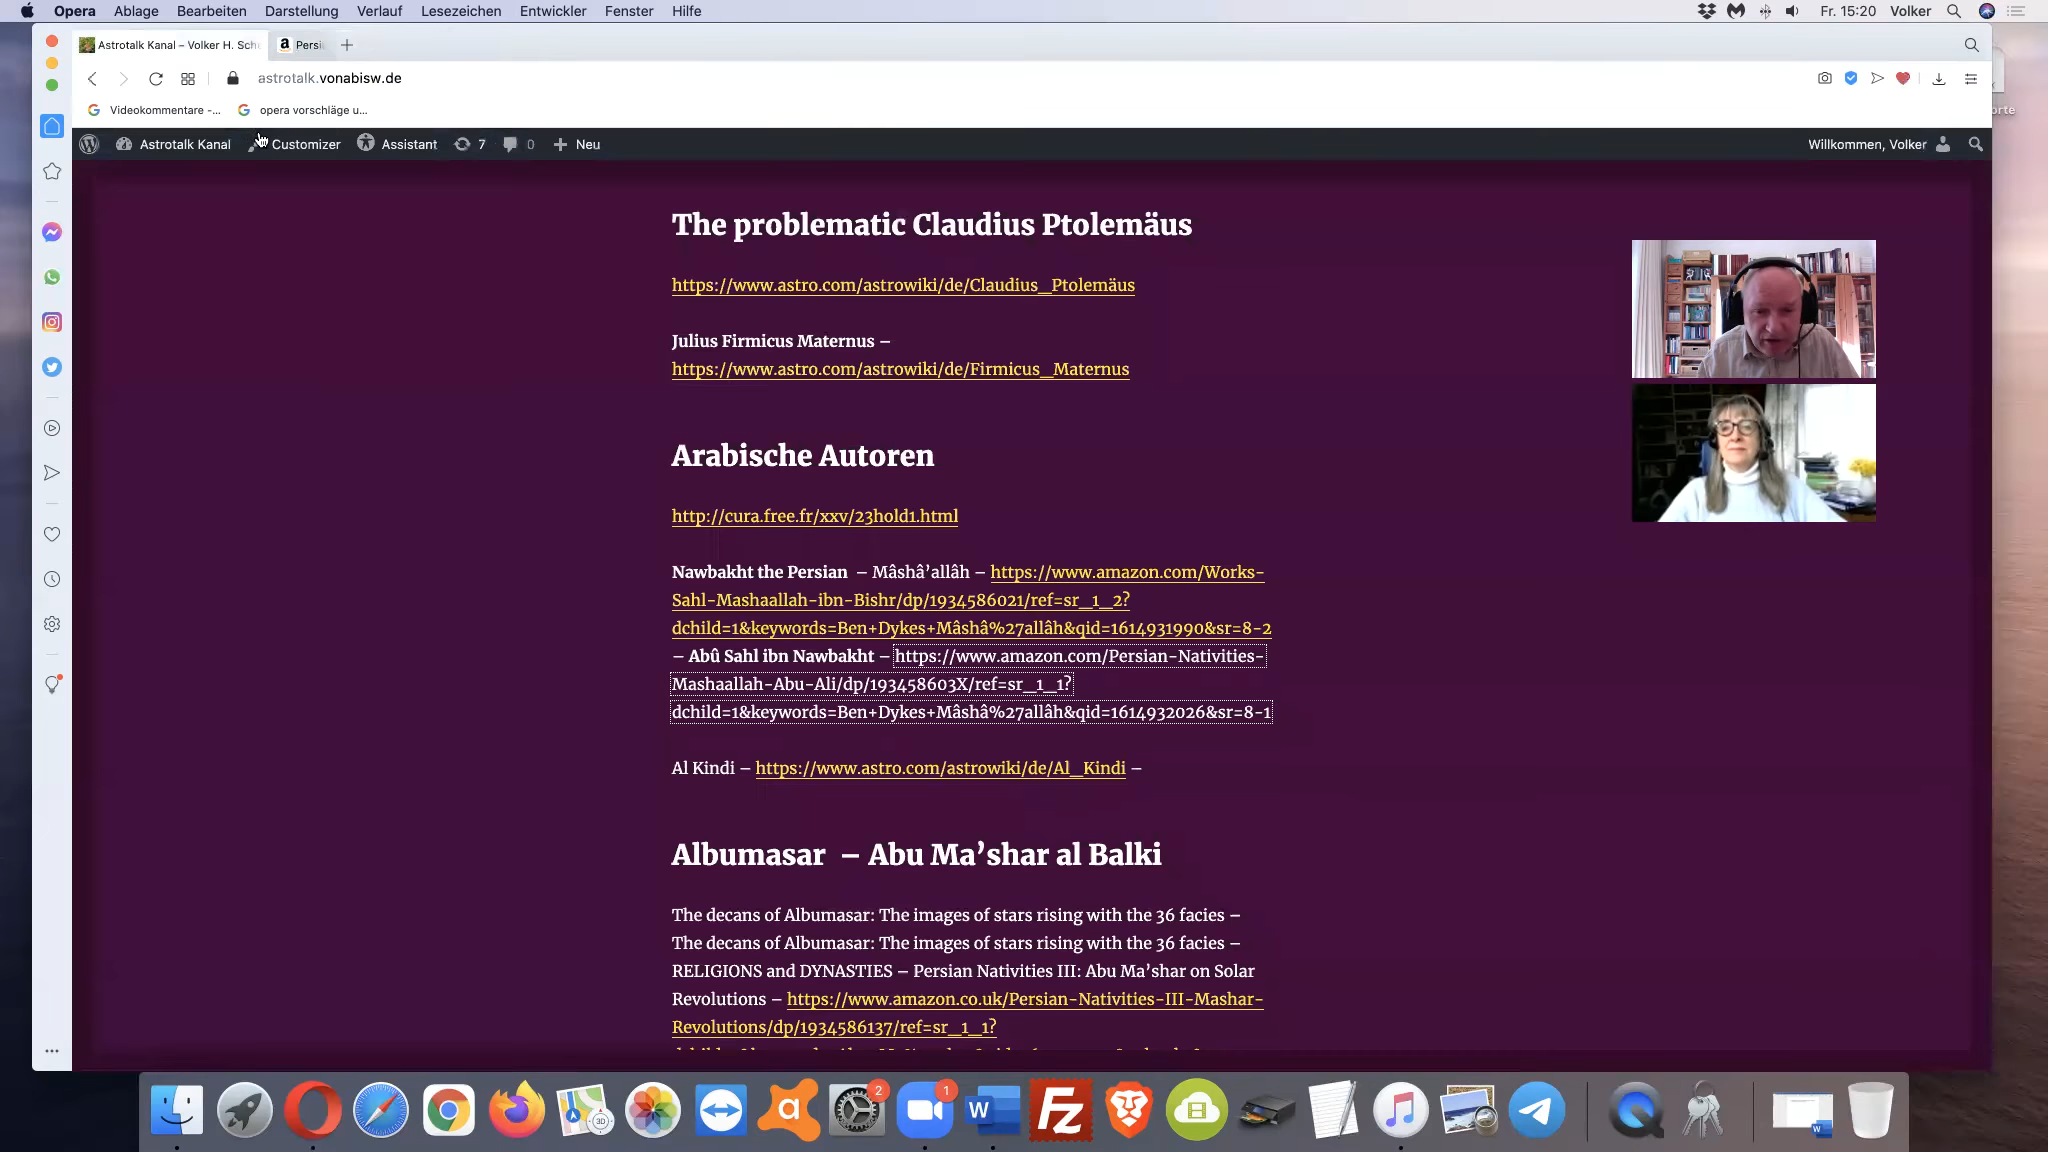 Opera Ablage Bearbeiten Darstellung Verlauf Lesezeichen Entwickler Fenster Hilfe
Fr. 15:20 Volker
Astrotalk Kanal – Volker H. Sche
Persi
astrotalk.vonabisw.de
Videokommentare -...
opera vorschläge u...
Astrotalk Kanal Customizer Assistant 7 0 Neu
Willkommen, Volker
orte
The problematic Claudius Ptolemäus
https://www.astro.com/astrowiki/de/Claudius_Ptolemäus
Julius Firmicus Maternus –
https://www.astro.com/astrowiki/de/Firmicus_Maternus
Arabische Autoren
http://cura.free.fr/xxv/23hold1.html
Nawbakht the Persian – Mâshâ’allâh – https://www.amazon.com/Works-
Sahl-Mashaallah-ibn-Bishr/dp/1934586021/ref=sr_1_2?
dchild=1&keywords=Ben+Dykes+Mâshâ%27allâh&qid=1614931990&sr=8-2
– Abû Sahl ibn Nawbakht – https://www.amazon.com/Persian-Nativities-
Mashaallah-Abu-Ali/dp/193458603X/ref=sr_1_1?
dchild=1&keywords=Ben+Dykes+Mâshâ%27allâh&qid=1614932026&sr=8-1
Al Kindi – https://www.astro.com/astrowiki/de/Al_Kindi –
Albumasar – Abu Ma’shar al Balki
The decans of Albumasar: The images of stars rising with the 36 facies –
The decans of Albumasar: The images of stars rising with the 36 facies –
RELIGIONS and DYNASTIES – Persian Nativities III: Abu Ma’shar on Solar
Revolutions – https://www.amazon.co.uk/Persian-Nativities-III-Mashar-
Revolutions/dp/1934586137/ref=sr_1_1?
3D
2
1
W
Fz